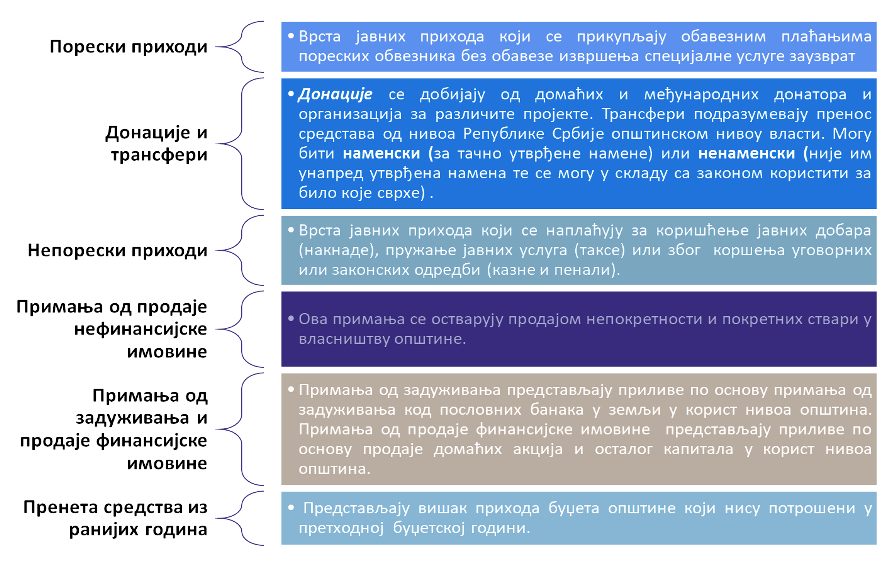 Порески приходи
• Врста јавних прихода који се прикупљају обавезним плаћањима
пореских обвезника без обавезе извршења специјалне услуге заузврат
Донације и
трансфери
• Донације се добијају од домаћих и међународних донатора и
организација за различите пројекте. Трансфери подразумевају пренос
средстава од нивоа Републике Србије општинском нивоу власти. Могу
бити наменски (за тачно утврђене намене) или ненаменски (није им
унапред утврђена намена те се могу у складу са законом користити за
било које сврхе) .
Непорески приходи
• Врста јавних прихода који се наплаћују за коришћење јавних добара
(накнаде), пружање јавних услуга (таксе) или због коршења уговорних
или законских одредби (казне и пенали).
Примања од продаје
нефинансијске
имовине
• Ова примања се остварују продајом непокретности и покретних ствари у
власништву општине.
Примања од
задуживања и
продаје финансијске
имовине
• Примања од задуживања представљају приливе по основу примања од
задуживања код пословних банака у земљи у корист нивоа општина.
Примања од продаје финансијске имовине представљају приливе по
основу продаје домаћих акција и осталог капитала у корист нивоа
општина.
Пренета средства из
ранијих година
• Представљају вишак прихода буџета општине који нису потрошени у
претходној буџетској години.